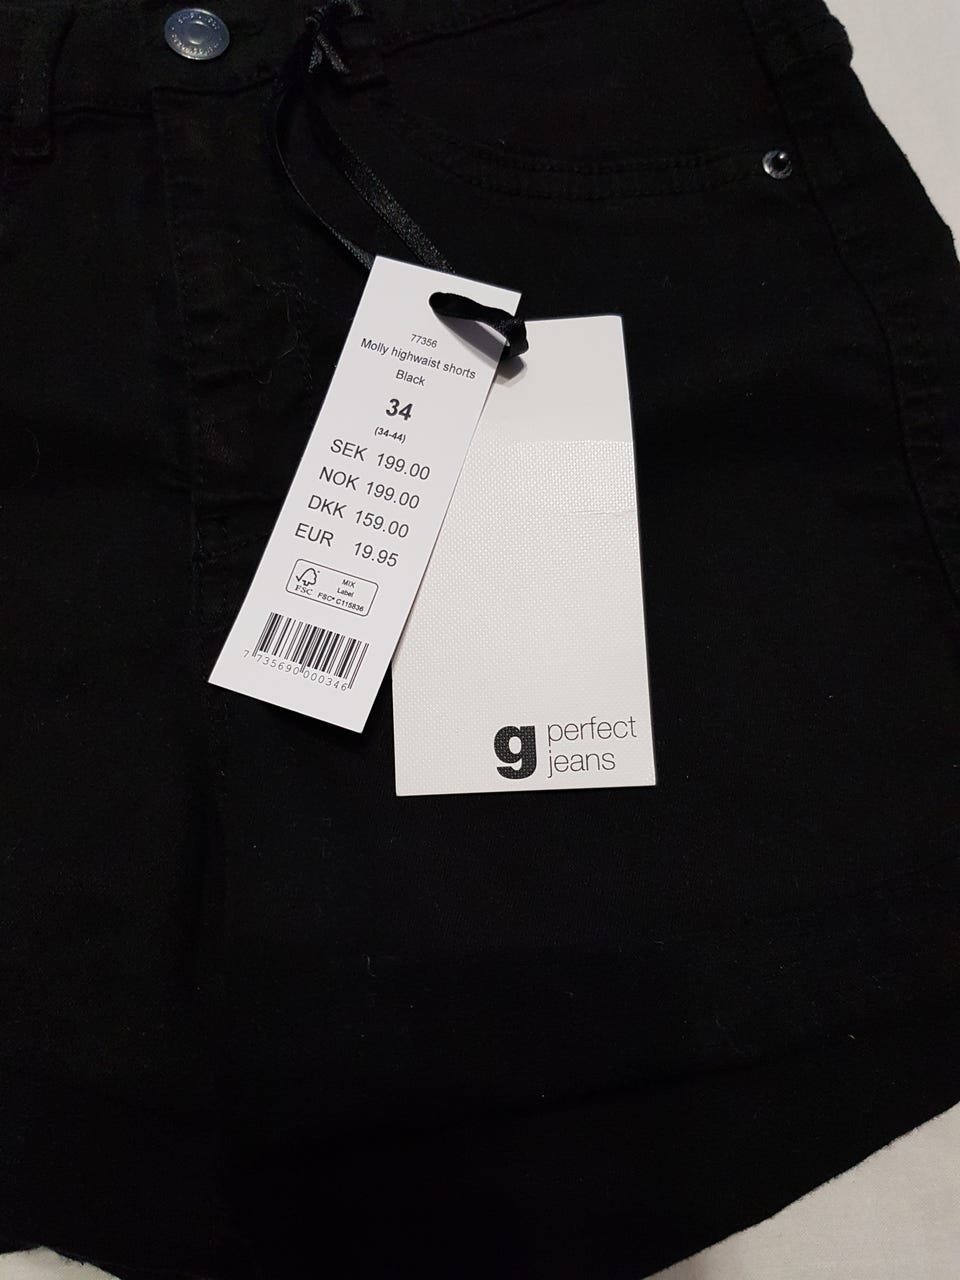 77356
Molly highwaist shorts
Black
34
(34-44)
SEK 199.00
NOK 199.00
DKK 159.00
EUR 19.95
FSC
MIX
Label
FSC® C115836
7 735690 000346
g perfect
jeans